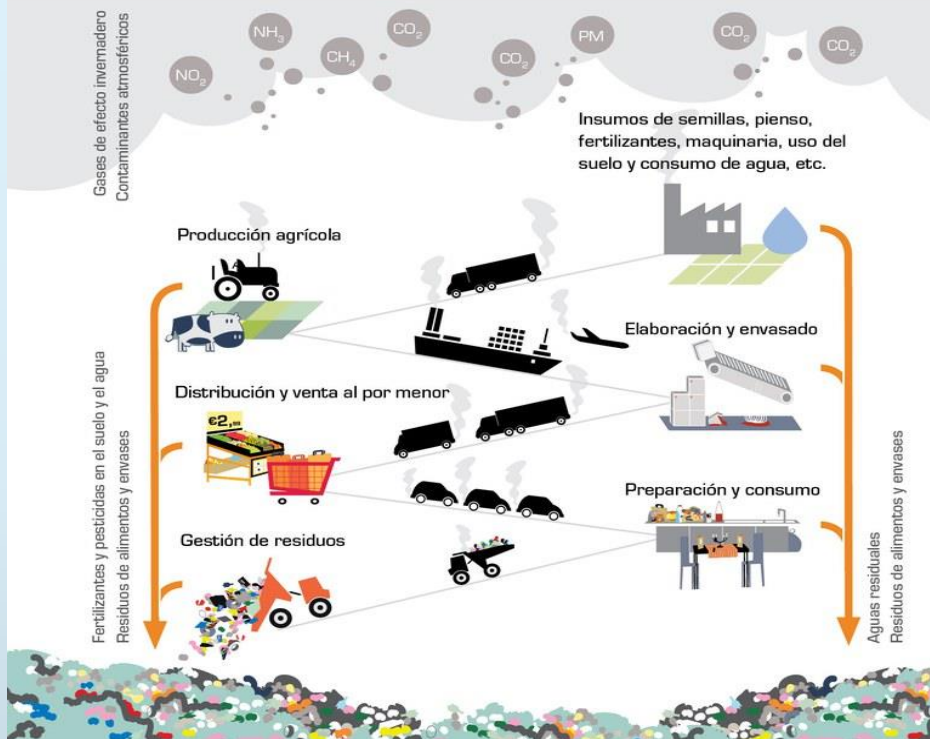 Gases de efecto invernadero
Contaminantes atmosféricos
NO₂
NH₃
CH₄
CO₂
CO₂
PM
CO₂
CO₂
Insumos de semillas, pienso,
fertilizantes, maquinaria, uso del
suelo y consumo de agua, etc.
Producción agrícola
Elaboración y envasado
Distribución y venta al por menor
Preparación y consumo
Gestión de residuos
Fertilizantes y pesticidas en el suelo y el agua
Residuos de alimentos y envases
Aguas residuales
Residuos de alimentos y envases